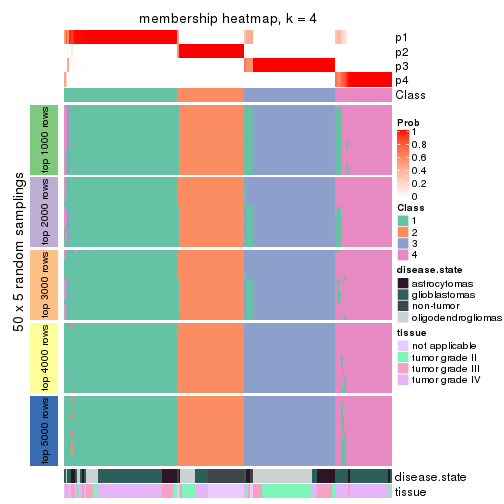 membership heatmap, k = 4
p1
p2
p3
p4
Class
50 x 5 random samplings
top 1000 rows
top 2000 rows
top 3000 rows
top 4000 rows
top 5000 rows
Prob
1
0.8
0.6
0.4
0.2
0
Class
1
2
3
4
disease.state
astrocytomas
glioblastomas
non-tumor
oligodendrogliomas
tissue
not applicable
tumor grade II
tumor grade III
tumor grade IV
disease.state
tissue